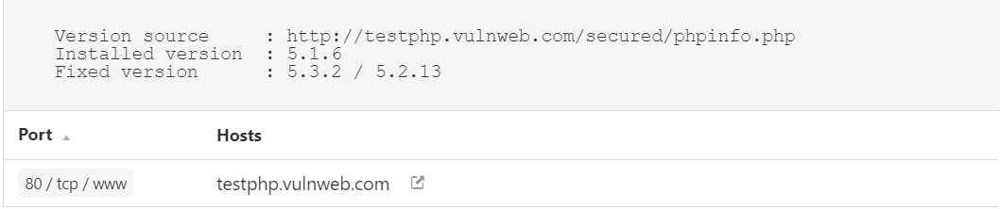 Version source     : http://testphp.vulnweb.com/secured/phpinfo.php
Installed version  : 5.1.6
Fixed version      : 5.3.2 / 5.2.13
Port Hosts
80 / tcp / www testphp.vulnweb.com